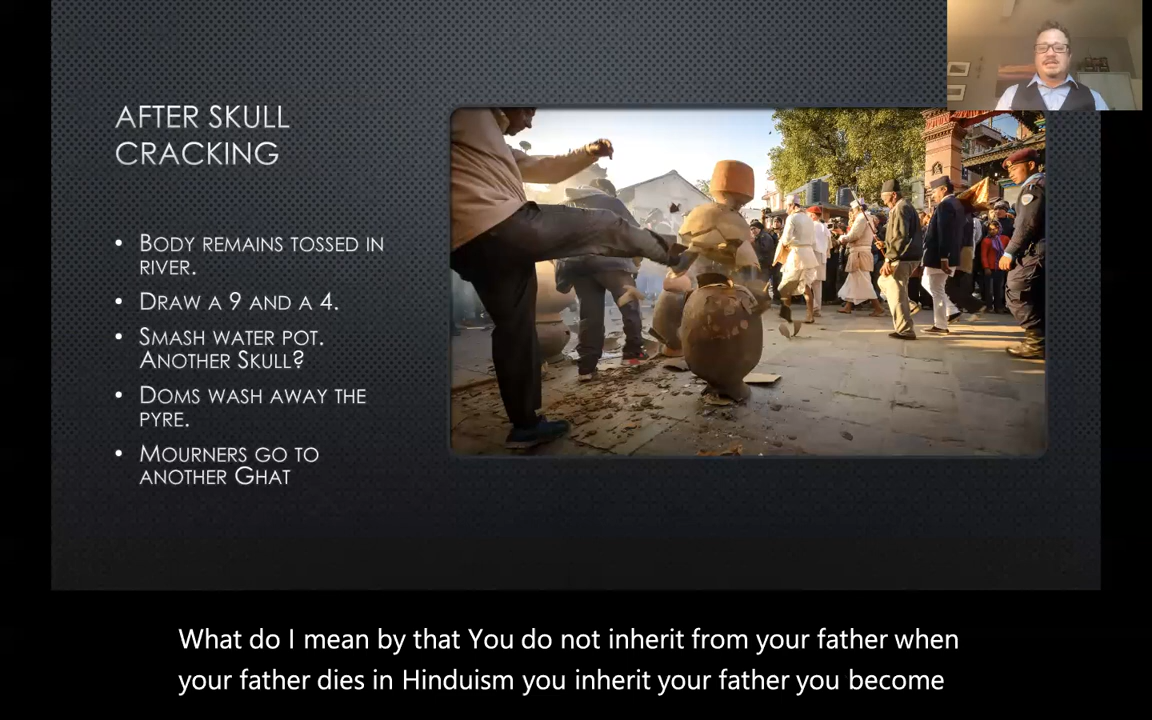 AFTER SKULL
CRACKING
• BODY REMAINS TOSSED IN
RIVER.
• DRAW A 9 AND A 4.
• SMASH WATER POT.
ANOTHER SKULL?
• DOMS WASH AWAY THE
PYRE.
• MOURNERS GO TO
ANOTHER GHAT
What do I mean by that You do not inherit from your father when
your father dies in Hinduism you inherit your father you become